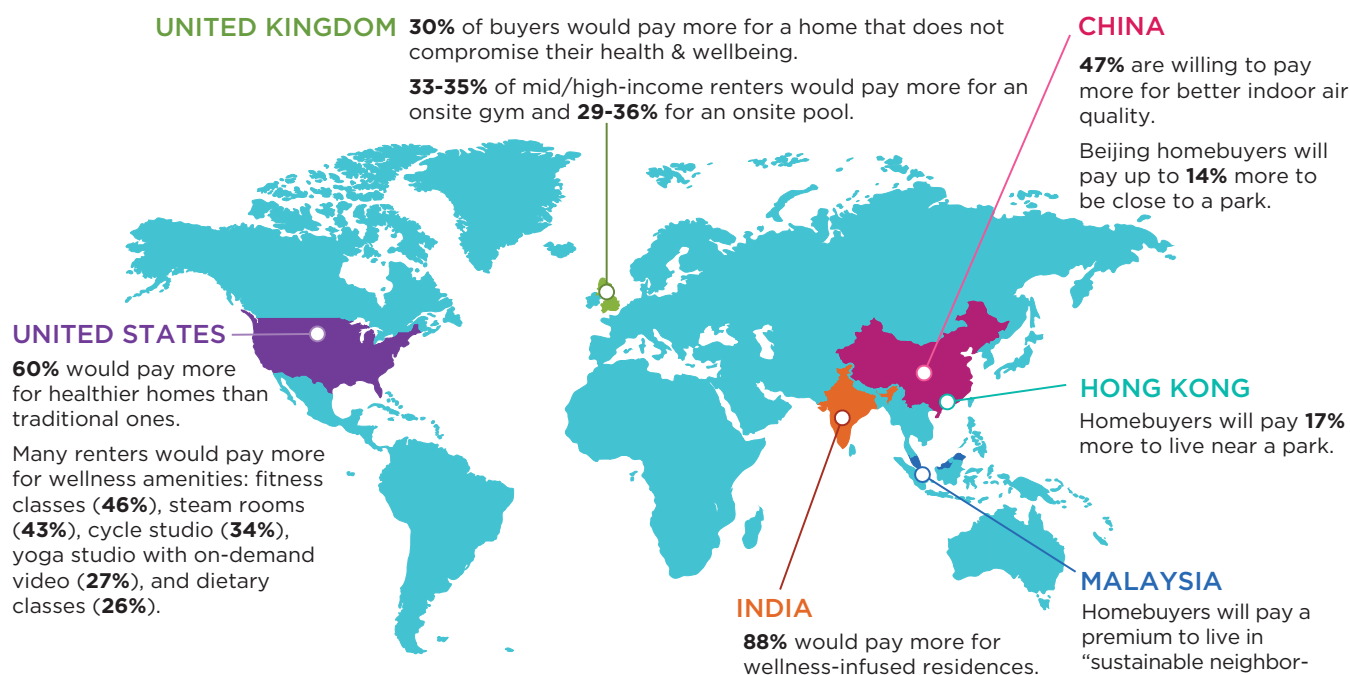 UNITED KINGDOM
30% of buyers would pay more for a home that does not
compromise their health & wellbeing.
33-35% of mid/high-income renters would pay more for an
onsite gym and 29-36% for an onsite pool.
CHINA
47% are willing to pay
more for better indoor air
quality.
Beijing homebuyers will
pay up to 14% more to
be close to a park.
UNITED STATES
60% would pay more
for healthier homes than
traditional ones.
Many renters would pay more
for wellness amenities: fitness
classes (46%), steam rooms
(43%), cycle studio (34%),
yoga studio with on-demand
video (27%), and dietary
classes (26%).
HONG KONG
Homebuyers will pay 17%
more to live near a park.
INDIA
88% would pay more for
wellness-infused residences.
MALAYSIA
Homebuyers will pay a
premium to live in
“sustainable neighbor-